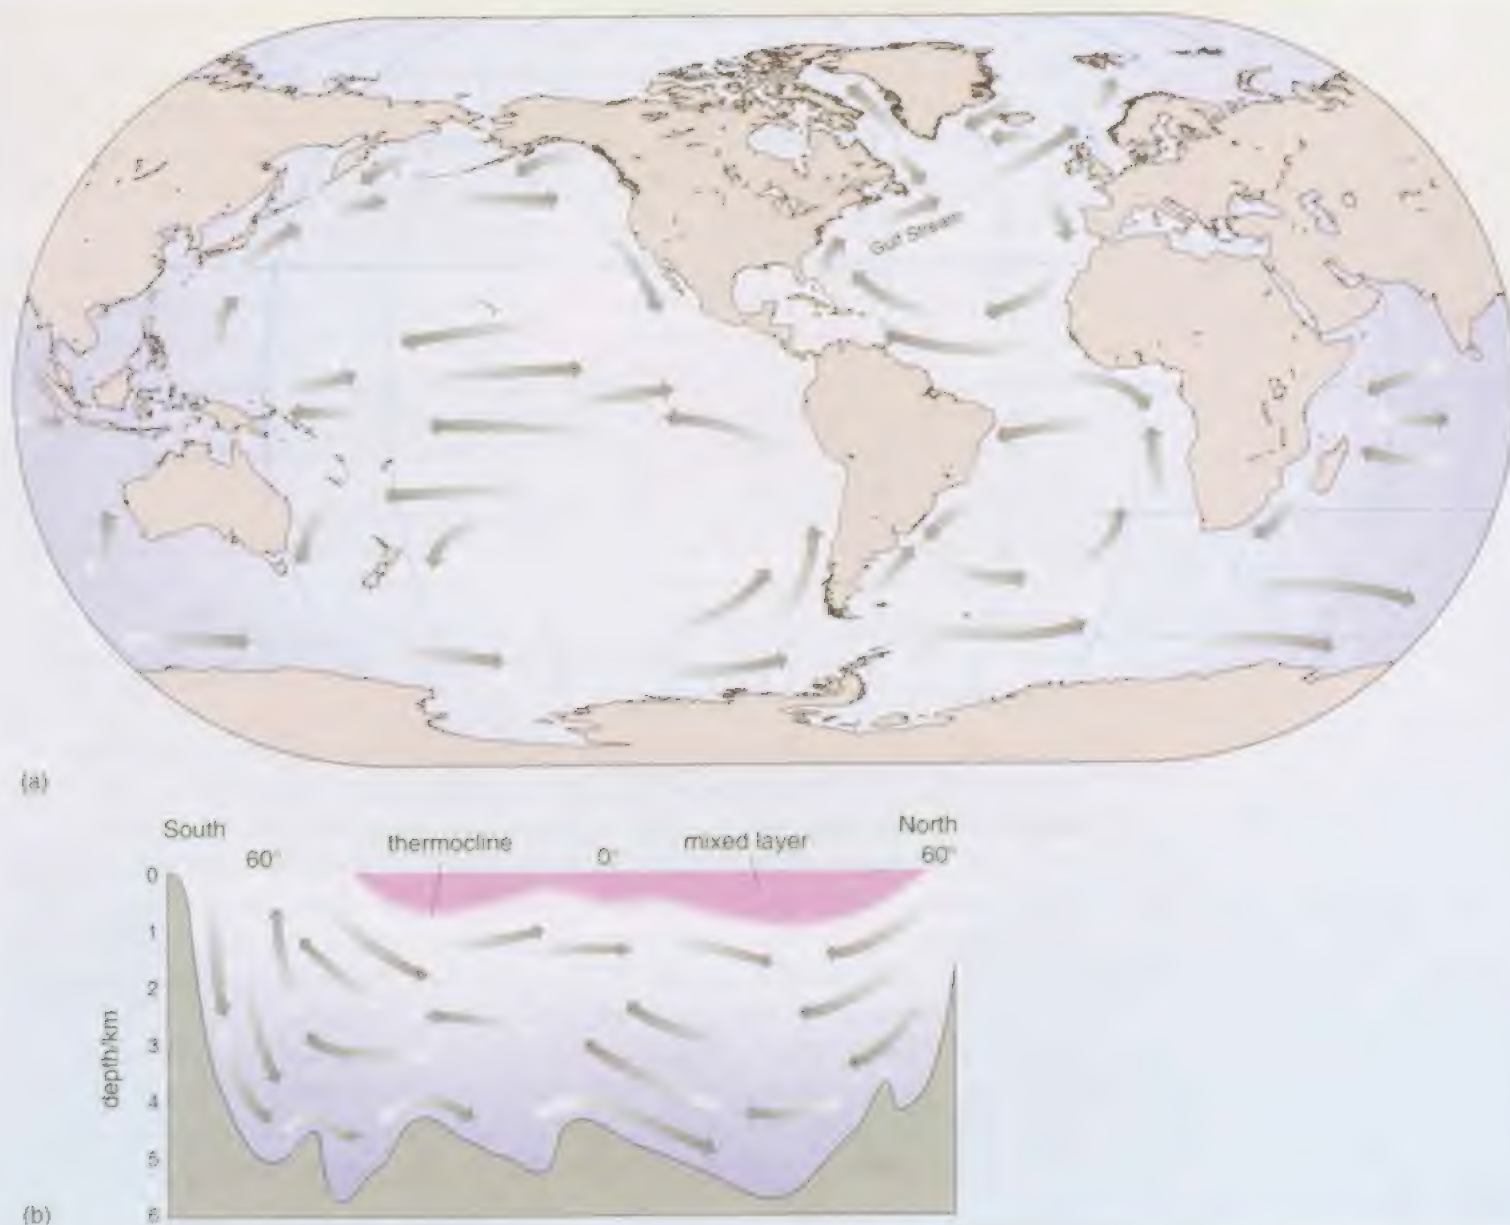 Gulf Stream
(a)
South
60°
thermocline
0°
mixed layer
North
60°
0
1
2
3
4
5
6
depth/km
(b)